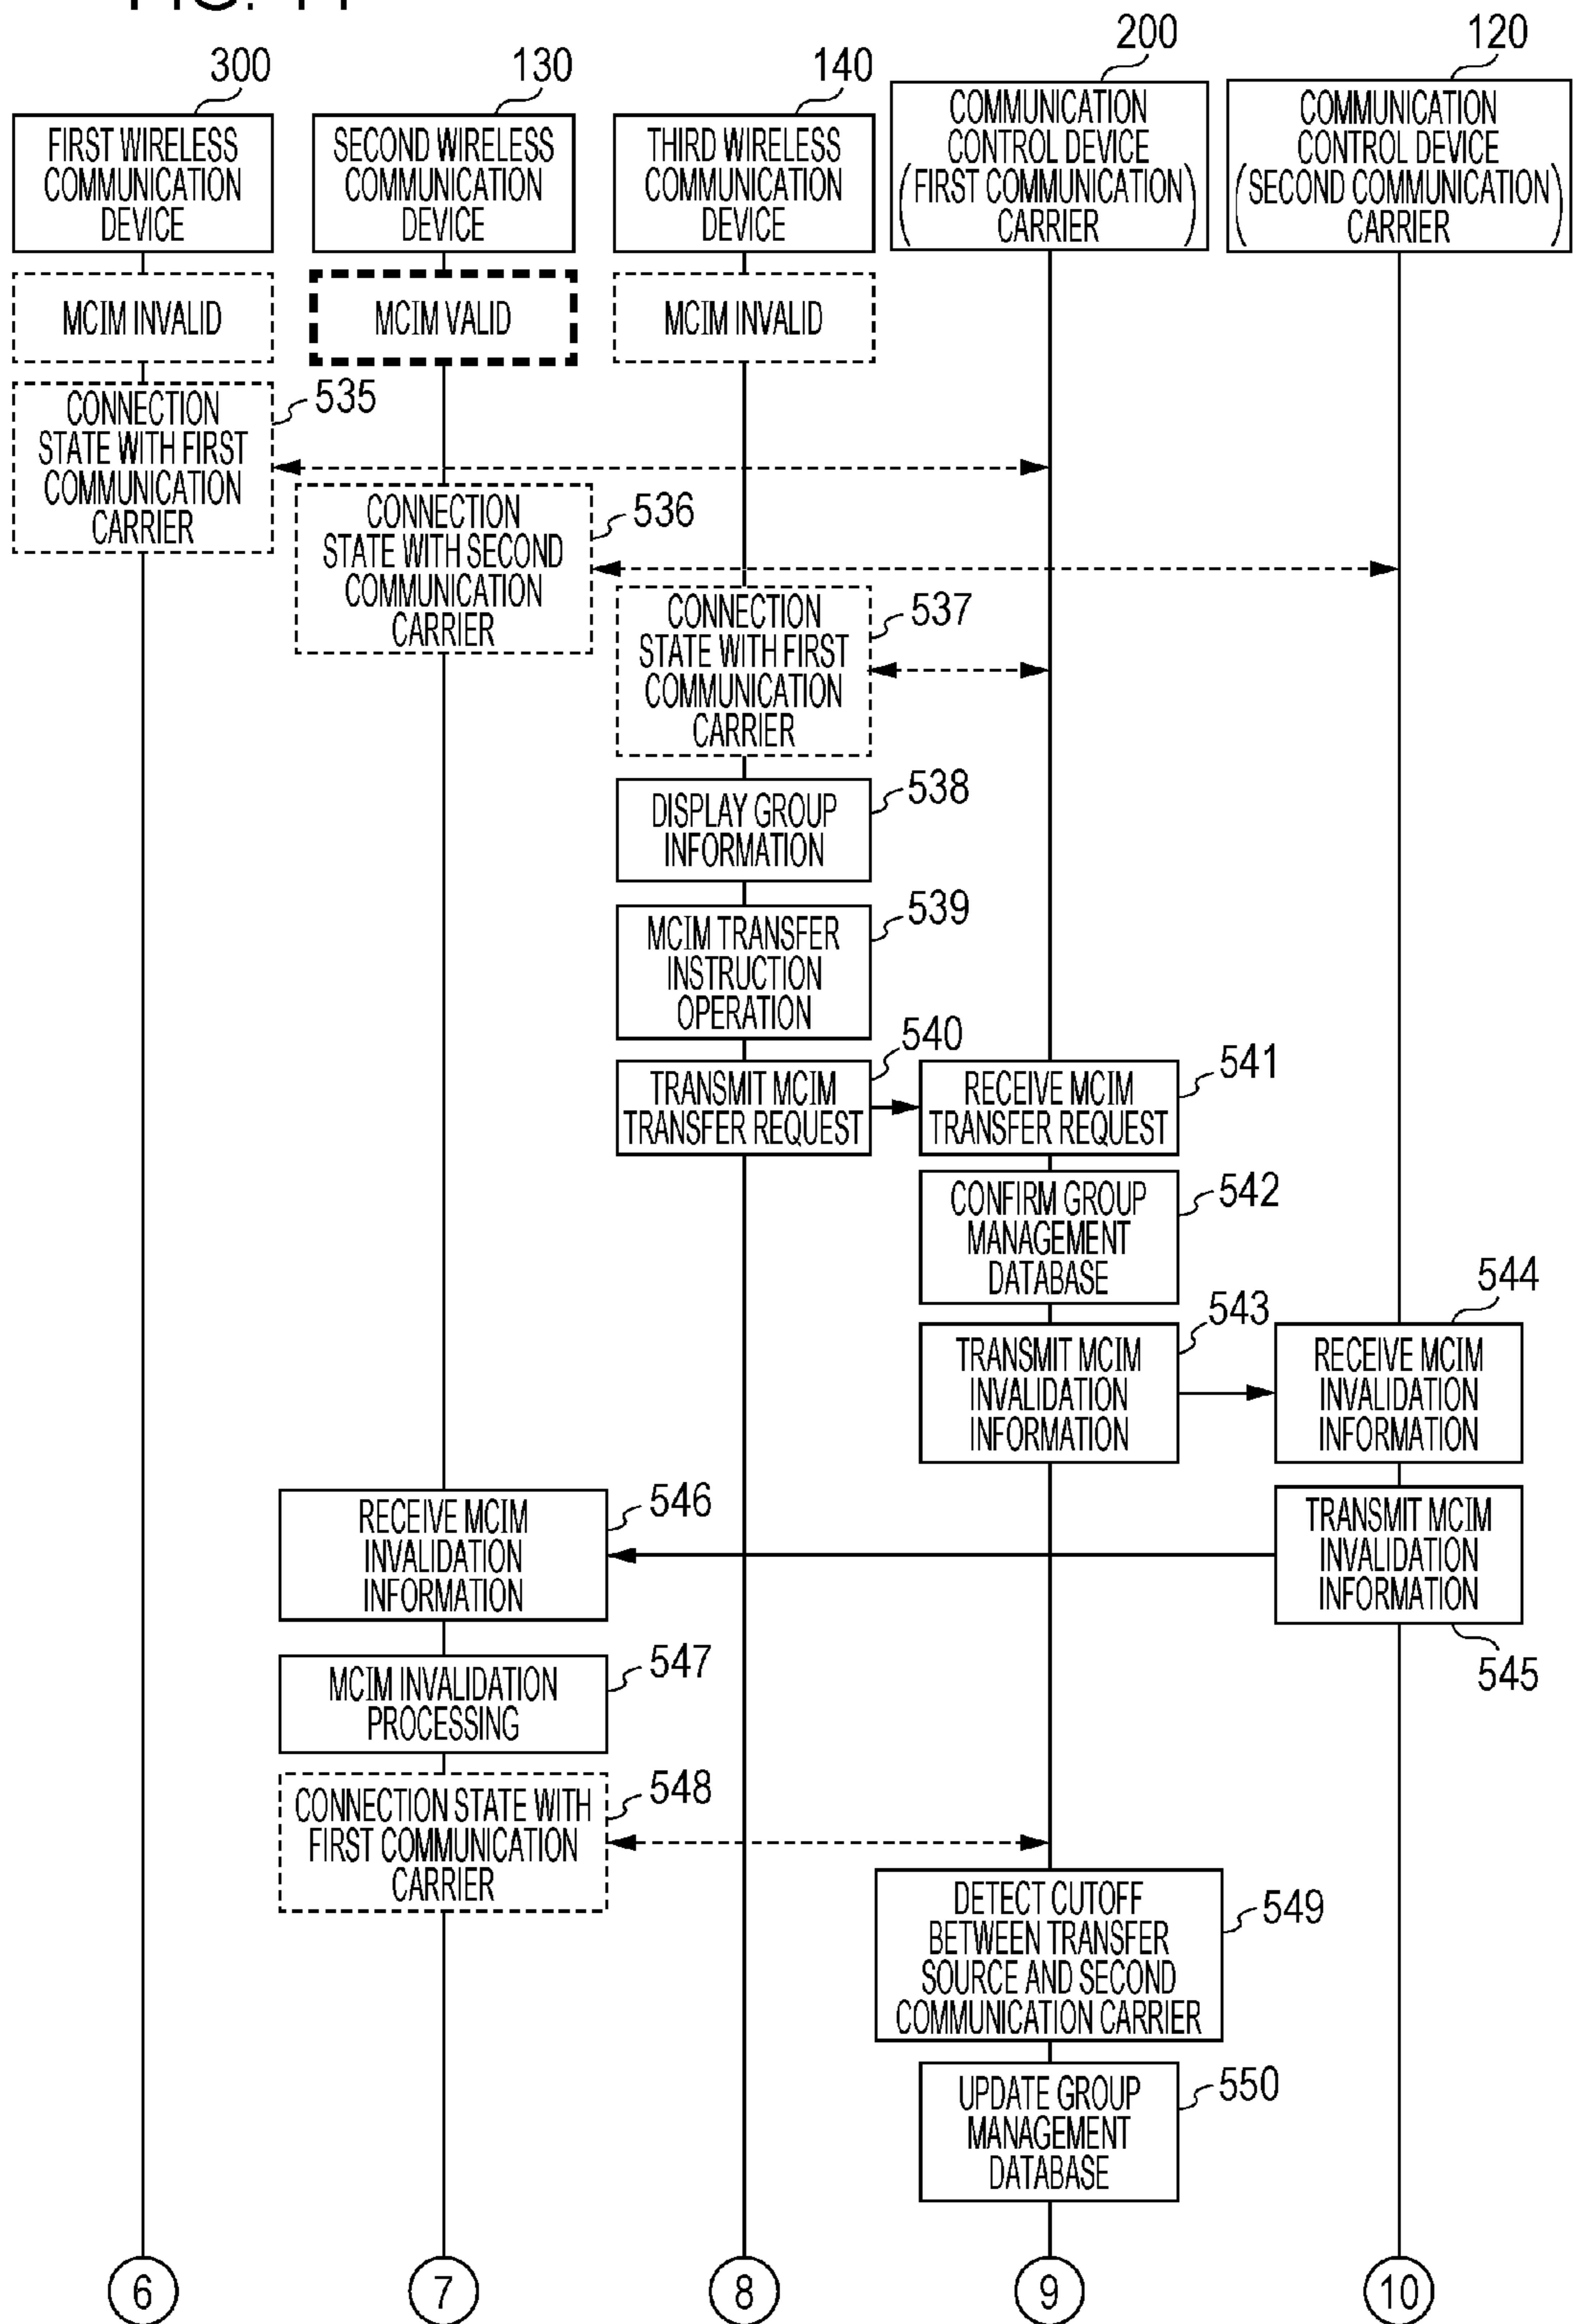 300
130
140
200
120
FIRST WIRELESS
COMMUNICATION
DEVICE
SECOND WIRELESS
COMMUNICATION
DEVICE
THIRD WIRELESS
COMMUNICATION
DEVICE
COMMUNICATION
CONTROL DEVICE
(FIRST COMMUNICATION
CARRIER)
COMMUNICATION
CONTROL DEVICE
(SECOND COMMUNICATION
CARRIER)
MCIM INVALID
MCIM VALID
MCIM INVALID
CONNECTION
STATE WITH FIRST
COMMUNICATION
CARRIER
535
CONNECTION
STATE WITH SECOND
COMMUNICATION
CARRIER
536
CONNECTION
STATE WITH FIRST
COMMUNICATION
CARRIER
537
DISPLAY GROUP
INFORMATION
538
MCIM TRANSFER
INSTRUCTION
OPERATION
539
TRANSMIT MCIM
TRANSFER REQUEST
540
RECEIVE MCIM
TRANSFER REQUEST
541
CONFIRM GROUP
MANAGEMENT
DATABASE
542
TRANSMIT MCIM
INVALIDATION
INFORMATION
543
RECEIVE MCIM
INVALIDATION
INFORMATION
544
TRANSMIT MCIM
INVALIDATION
INFORMATION
545
RECEIVE MCIM
INVALIDATION
INFORMATION
546
MCIM INVALIDATION
PROCESSING
547
CONNECTION STATE WITH
FIRST COMMUNICATION
CARRIER
548
DETECT CUTOFF
BETWEEN TRANSFER
SOURCE AND SECOND
COMMUNICATION CARRIER
549
UPDATE GROUP
MANAGEMENT
DATABASE
550
6
7
8
9
10